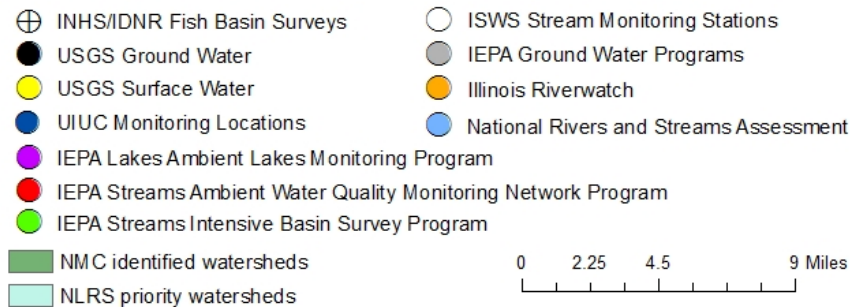 INHS/IDNR Fish Basin Surveys
USGS Ground Water
USGS Surface Water
UIUC Monitoring Locations
IEPA Lakes Ambient Lakes Monitoring Program
IEPA Streams Ambient Water Quality Monitoring Network Program
IEPA Streams Intensive Basin Survey Program
ISWS Stream Monitoring Stations
IEPA Ground Water Programs
Illinois Riverwatch
National Rivers and Streams Assessment
NMC identified watersheds
NLRS priority watersheds
0 2.25 4.5 9 Miles